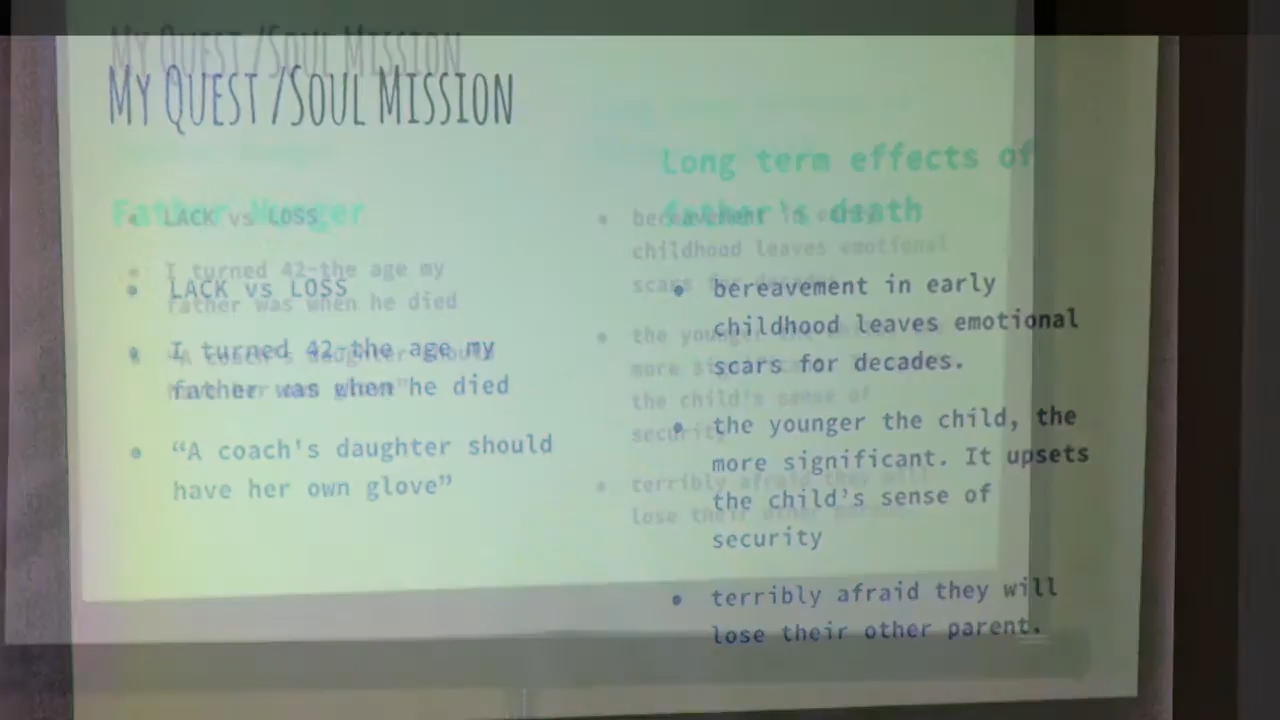 MY QUEST /SOUL MISSION
Father Hunger
LACK vs LOSS
I turned 42-the age my
father was when he died
“A coach's daughter should
have her own glove”
Long term effects of
father's death
bereavement in early
childhood leaves emotional
scars for decades.
the younger the child, the
more significant. It upsets
the child's sense of
security
terribly afraid they will
lose their other parent.